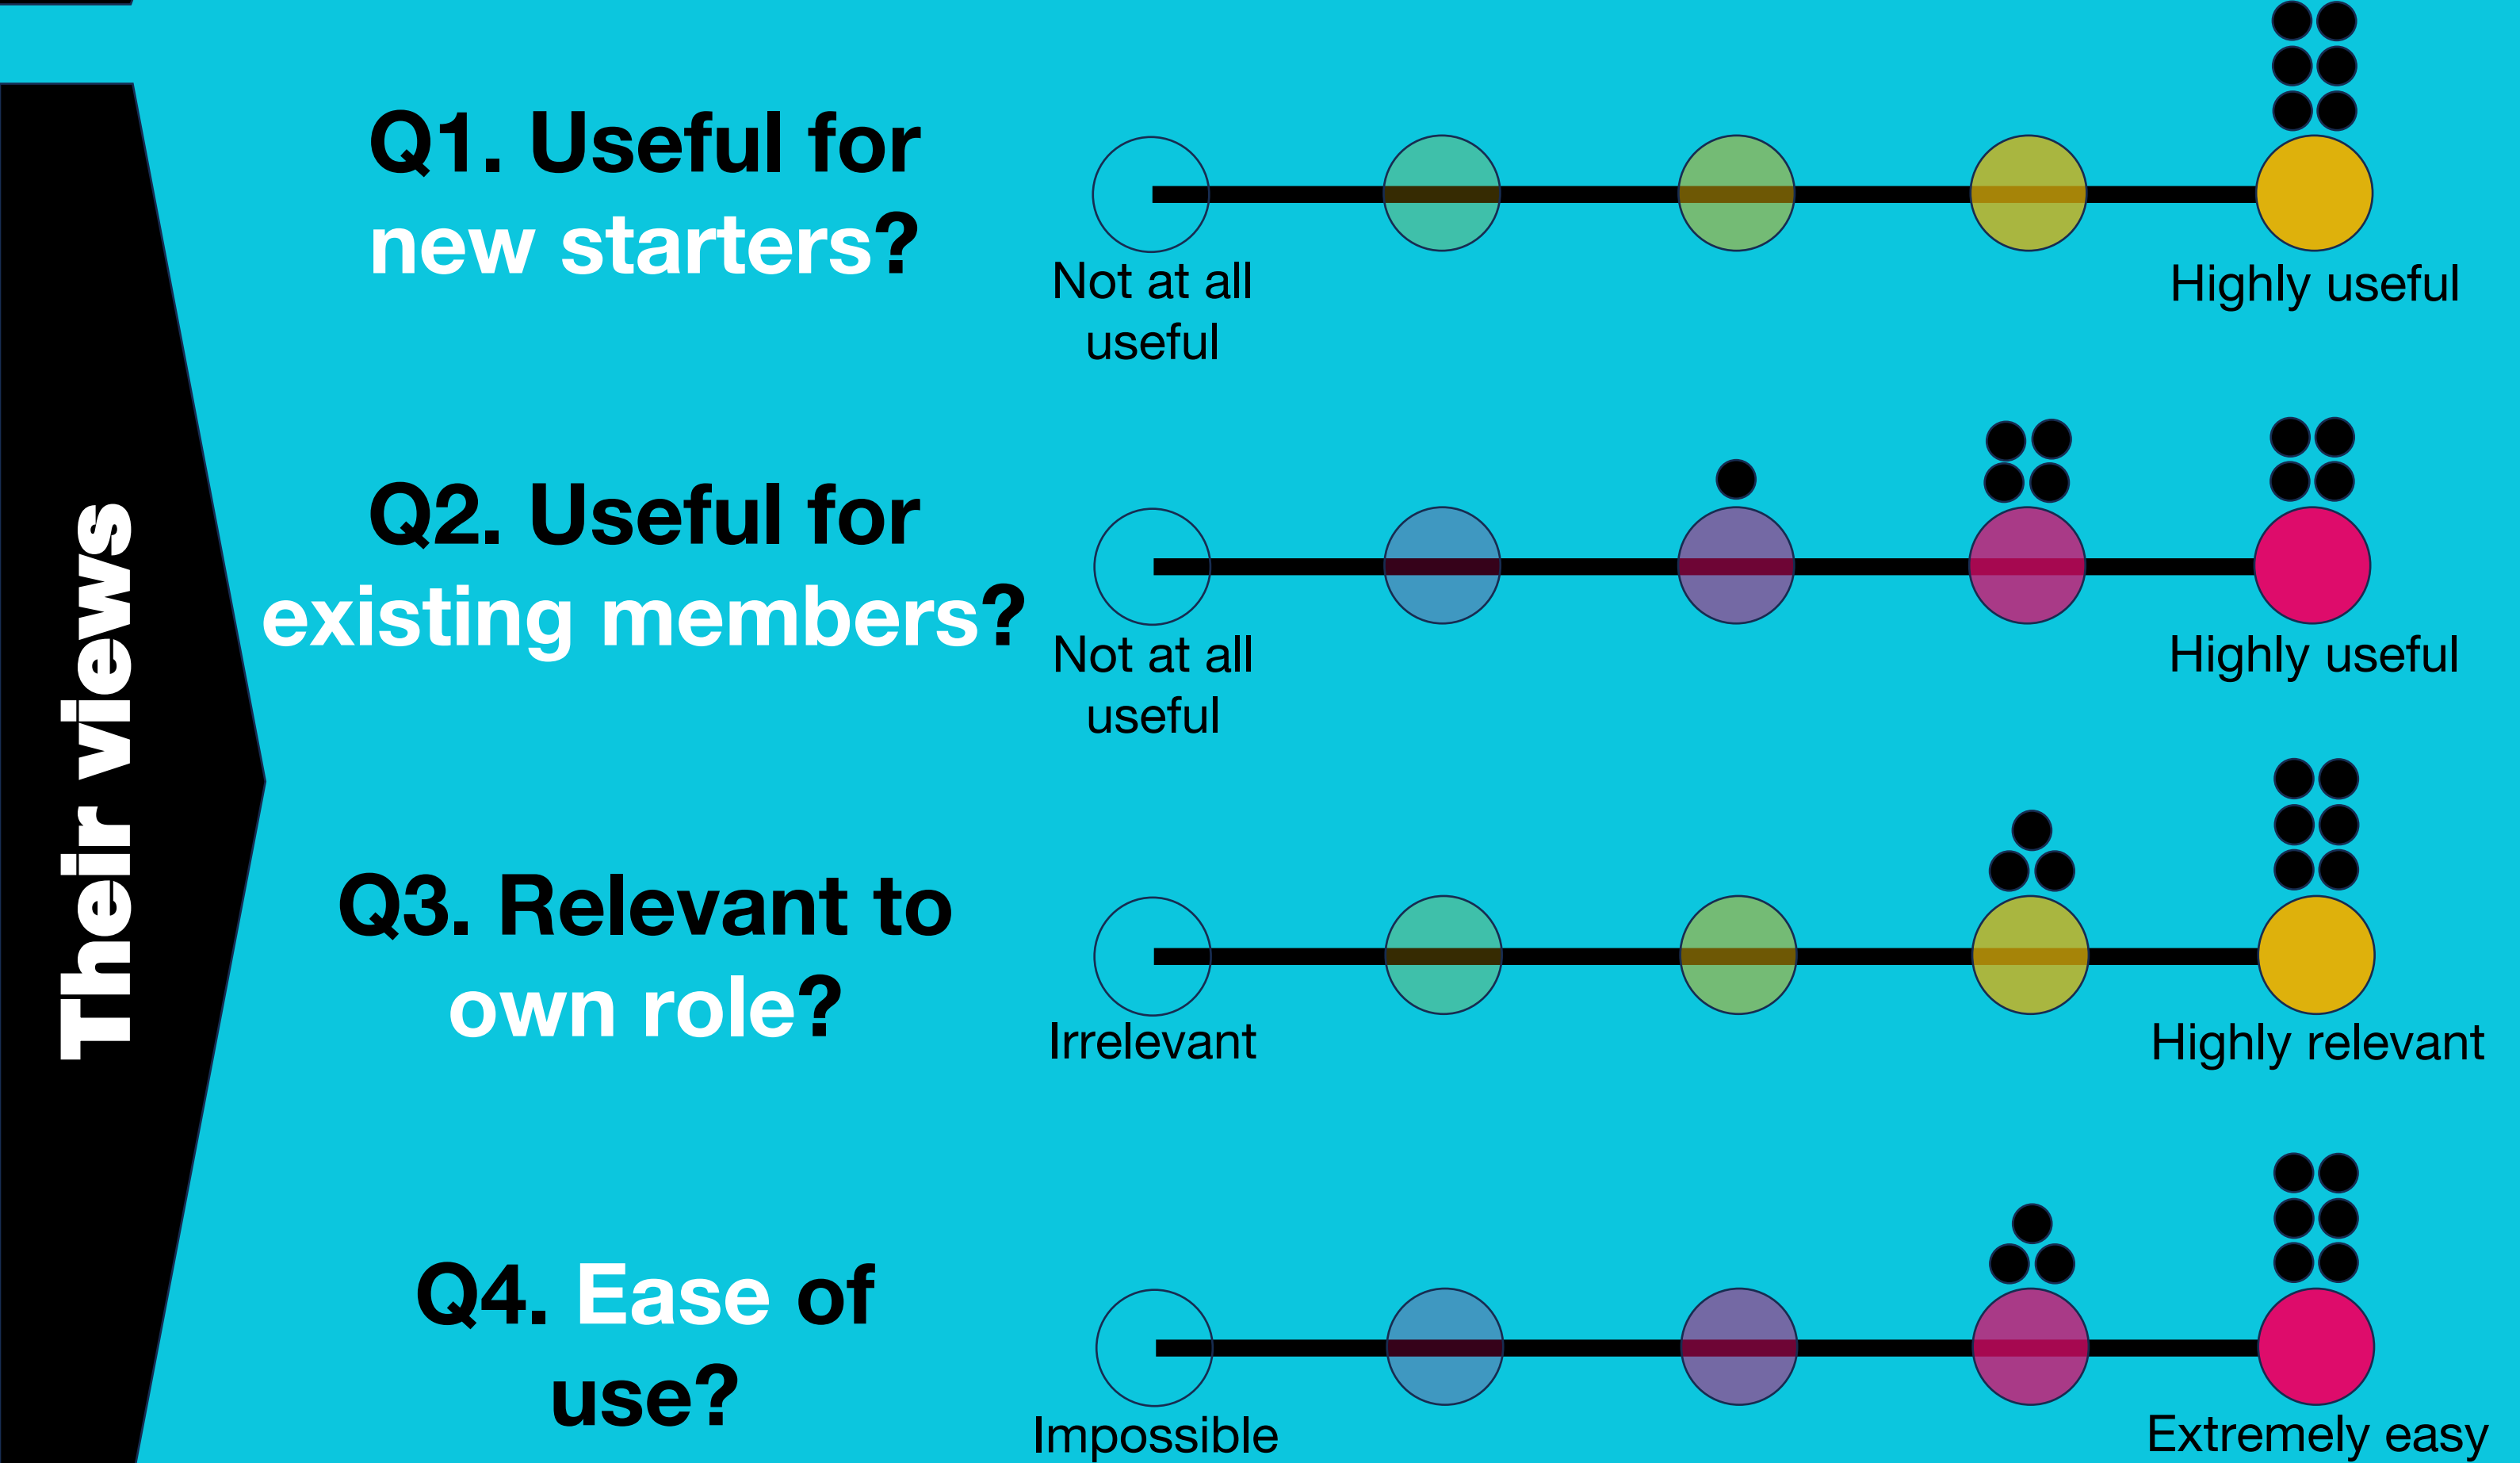 Their views
Q1. Useful for
new starters?
Not at all
useful
Highly useful
Q2. Useful for
existing members?
Not at all
useful
Highly useful
Q3. Relevant to
own role?
Irrelevant
Highly relevant
Q4. Ease of
use?
Impossible
Extremely easy